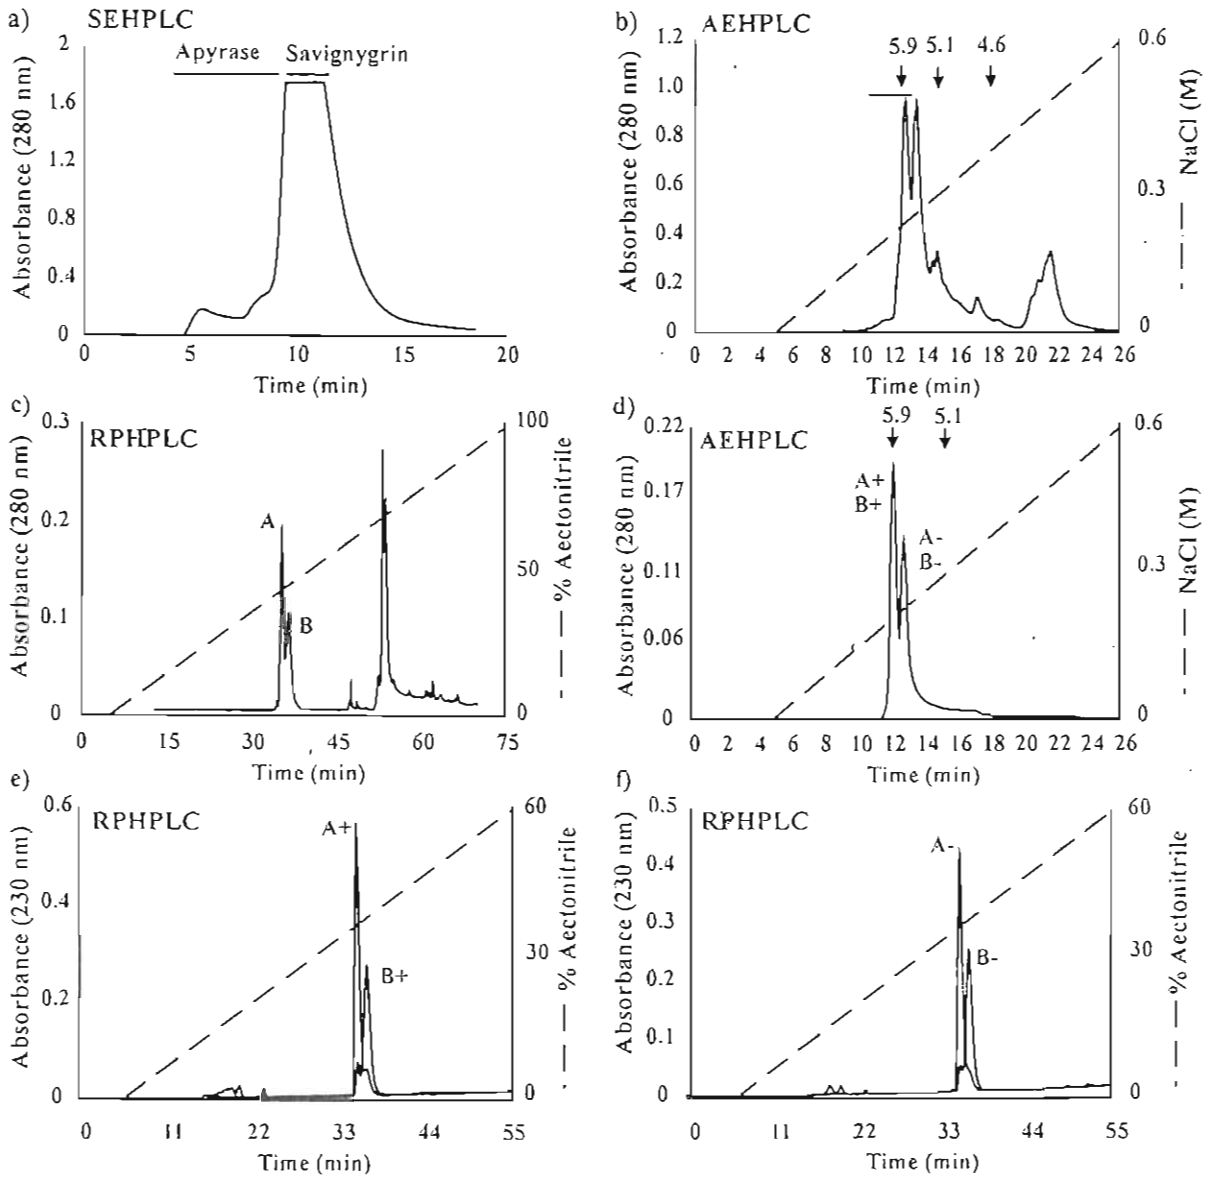 a) SEHPLC
Apyrase Savignygrin
Absorbance (280 nm)
2
1.6
1.2
0.8
0.4
0
0 5 10 15 20
Time (min)
b) AEHPLC
5.9 5.1 4.6
Absorbance (280 nm)
1.2
1.0
0.8
0.6
0.4
0.2
0
0.6
0.3
0
NaCl (M)
0 2 4 6 8 10 12 14 16 18 20 22 24 26
Time (min)
c) RPHPLC
A
B
Absorbance (280 nm)
0.3
0.2
0.1
0
100
50
0
% Aectonitrile
0 15 30 45 60 75
Time (min)
d) AEHPLC
5.9 5.1
A+
B+
A-
B-
Absorbance (280 nm)
0.22
0.17
0.11
0.06
0
0.6
0.3
0
NaCl (M)
0 2 4 6 8 10 12 14 16 18 20 22 24 26
Time (min)
e) RPHPLC
A+
B+
Absorbance (230 nm)
0.6
0.4
0.2
0
60
30
0
% Aectonitrile
0 11 22 33 44 55
Time (min)
f) RPHPLC
A-
B-
Absorbance (230 nm)
0.5
0.4
0.3
0.2
0.1
0
60
30
0
% Aectonitrile
0 11 22 33 44 55
Time (min)